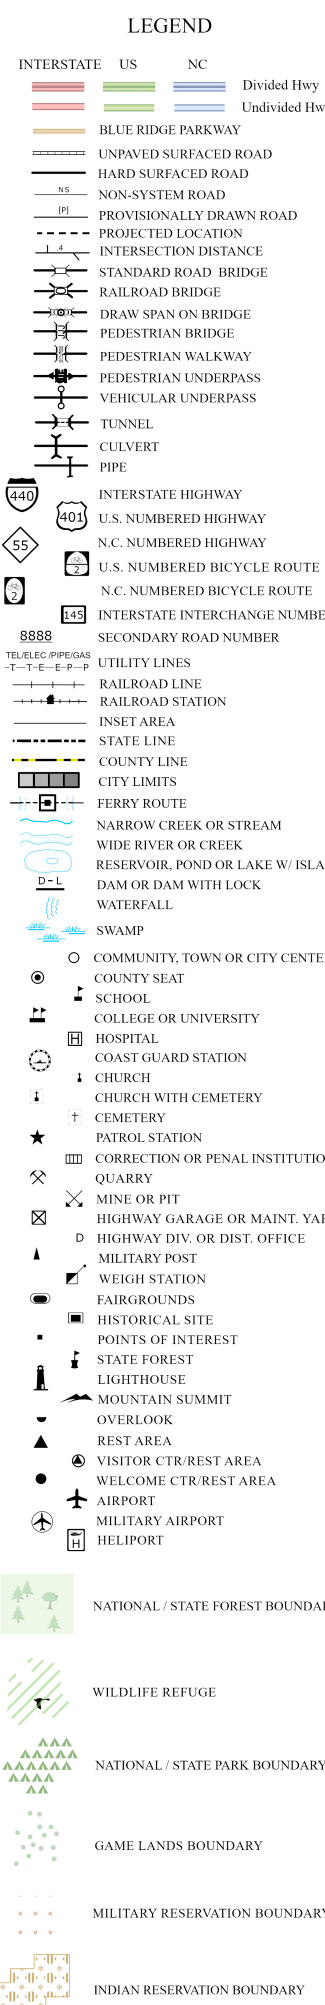 LEGEND
INTERSTATE US NC
Divided Hwy
Undivided Hw
BLUE RIDGE PARKWAY
UNPAVED SURFACED ROAD
HARD SURFACED ROAD
NS NON-SYSTEM ROAD
[P] PROVISIONALLY DRAWN ROAD
PROJECTED LOCATION
.4 INTERSECTION DISTANCE
STANDARD ROAD BRIDGE
RAILROAD BRIDGE
DRAW SPAN ON BRIDGE
PEDESTRIAN BRIDGE
PEDESTRIAN WALKWAY
PEDESTRIAN UNDERPASS
VEHICULAR UNDERPASS
TUNNEL
CULVERT
PIPE
440 INTERSTATE HIGHWAY
401 U.S. NUMBERED HIGHWAY
55 N.C. NUMBERED HIGHWAY
2 U.S. NUMBERED BICYCLE ROUTE
2 N.C. NUMBERED BICYCLE ROUTE
145 INTERSTATE INTERCHANGE NUMBE
8888 SECONDARY ROAD NUMBER
TEL/ELEC /PIPE/GAS
–T—T—E—E–P—P UTILITY LINES
RAILROAD LINE
RAILROAD STATION
INSET AREA
STATE LINE
COUNTY LINE
CITY LIMITS
FERRY ROUTE
NARROW CREEK OR STREAM
WIDE RIVER OR CREEK
RESERVOIR, POND OR LAKE W/ ISLA
D–L DAM OR DAM WITH LOCK
WATERFALL
SWAMP
COMMUNITY, TOWN OR CITY CENTE
COUNTY SEAT
SCHOOL
COLLEGE OR UNIVERSITY
H HOSPITAL
COAST GUARD STATION
CHURCH
CHURCH WITH CEMETERY
CEMETERY
PATROL STATION
CORRECTION OR PENAL INSTITUTIO
QUARRY
MINE OR PIT
HIGHWAY GARAGE OR MAINT. YAR
D HIGHWAY DIV. OR DIST. OFFICE
MILITARY POST
WEIGH STATION
FAIRGROUNDS
HISTORICAL SITE
POINTS OF INTEREST
STATE FOREST
LIGHTHOUSE
MOUNTAIN SUMMIT
OVERLOOK
REST AREA
VISITOR CTR/REST AREA
WELCOME CTR/REST AREA
AIRPORT
MILITARY AIRPORT
H HELIPORT
NATIONAL / STATE FOREST BOUNDAI
WILDLIFE REFUGE
NATIONAL / STATE PARK BOUNDARY
GAME LANDS BOUNDARY
MILITARY RESERVATION BOUNDARY
INDIAN RESERVATION BOUNDARY